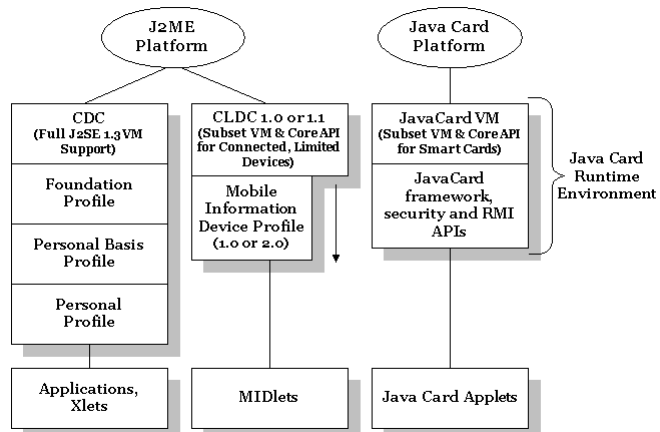 J2ME
Platform
Java Card
Platform
CDC
(Full J2SE 1.3 VM
Support)
Foundation
Profile
Personal Basis
Profile
Personal
Profile
Applications,
Xlets
CLDC 1.0 or 1.1
(Subset VM & Core API
for Connected, Limited
Devices)
Mobile
Information
Device Profile
(1.0 or 2.0)
MIDlets
JavaCard VM
(Subset VM & Core API
for Smart Cards)
JavaCard
framework,
security and RMI
APIs
Java Card Applets
Java Card
Runtime
Environment